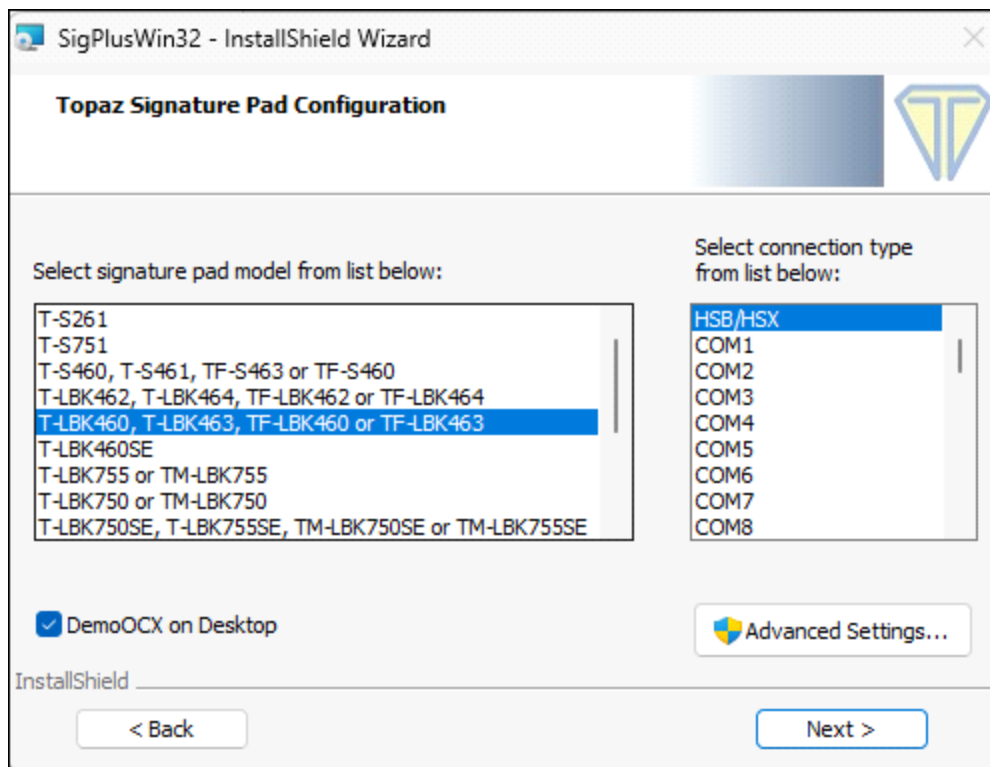 SigPlusWin32 - InstallShield Wizard
Topaz Signature Pad Configuration
Select signature pad model from list below:
T-S261
T-S751
T-S460, T-S461, TF-S463 or TF-S460
T-LBK462, T-LBK464, TF-LBK462 or TF-LBK464
T-LBK460, T-LBK463, TF-LBK460 or TF-LBK463
T-LBK460SE
T-LBK755 or TM-LBK755
T-LBK750 or TM-LBK750
T-LBK750SE, T-LBK755SE, TM-LBK750SE or TM-LBK755SE
Select connection type
from list below:
HSB/HSX
COM1
COM2
COM3
COM4
COM5
COM6
COM7
COM8
DemoOCX on Desktop
Advanced Settings...
InstallShield
< Back
Next >